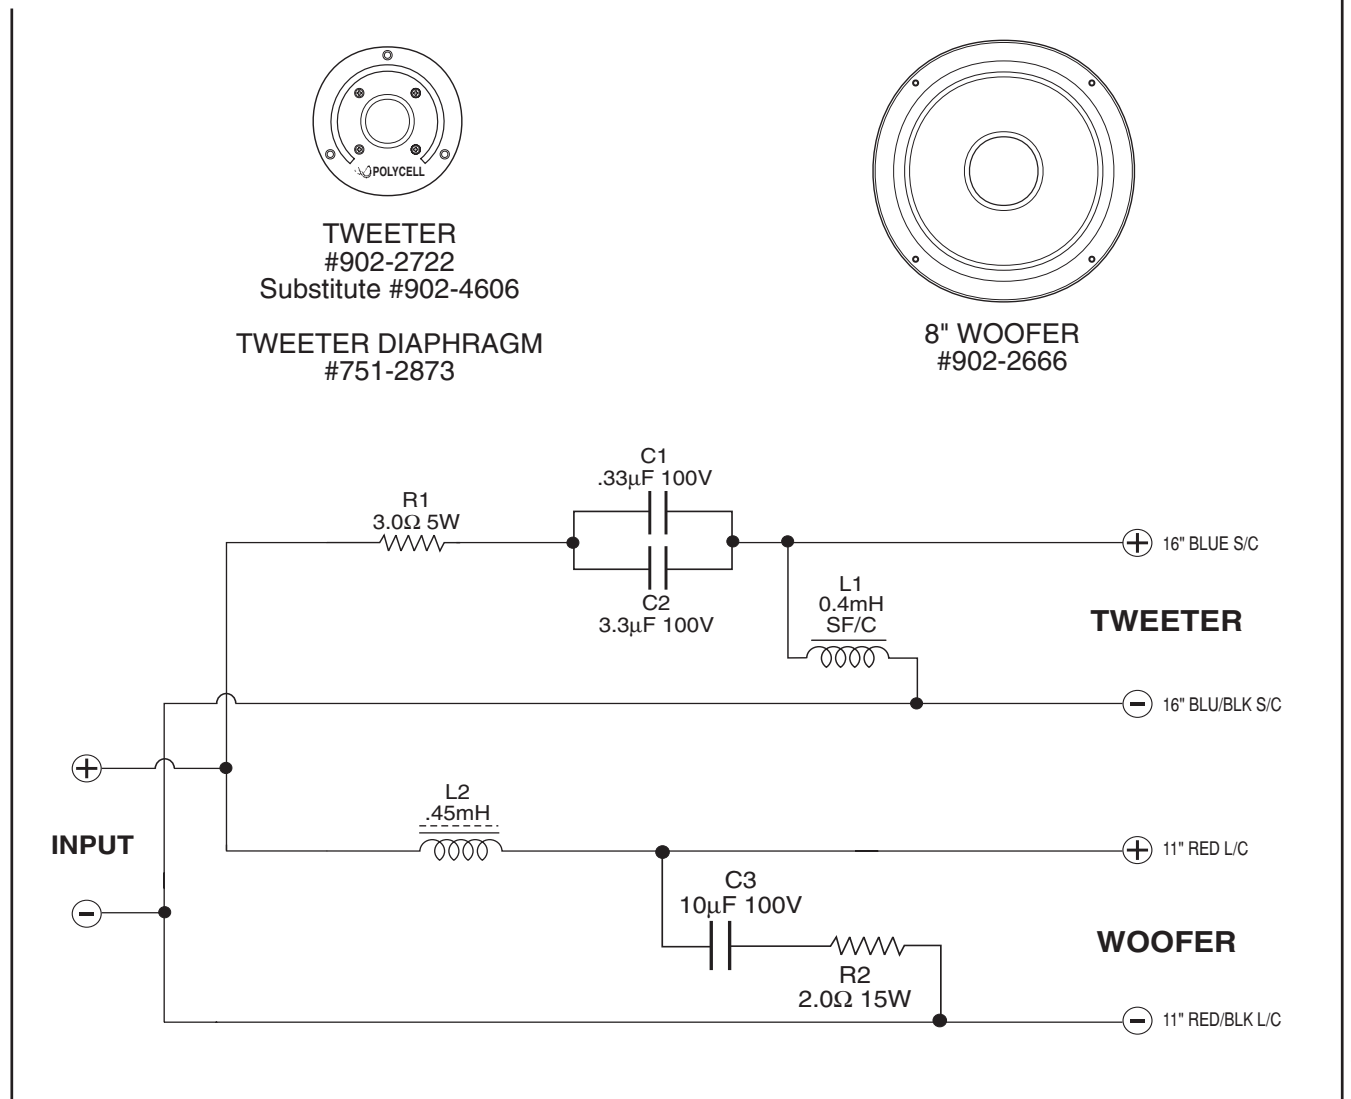 POLYCELL
TWEETER
#902-2722
Substitute #902-4606
TWEETER DIAPHRAGM
#751-2873
8" WOOFER
#902-2666
C1
.33µF 100V
R1
3.0Ω 5W
C2
3.3µF 100V
L1
0.4mH
SF/C
16" BLUE S/C
TWEETER
16" BLU/BLK S/C
INPUT
L2
.45mH
C3
10µF 100V
R2
2.0Ω 15W
11" RED L/C
WOOFER
11" RED/BLK L/C